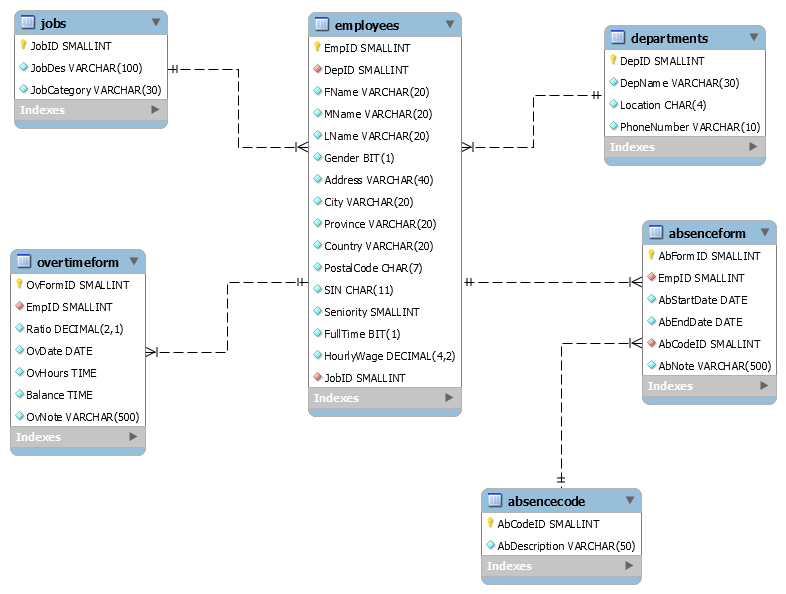 jobs
JobID SMALLINT
JobDes VARCHAR(100)
JobCategory VARCHAR(30)
Indexes
employees
EmpID SMALLINT
DepID SMALLINT
FName VARCHAR(20)
MName VARCHAR(20)
LName VARCHAR(20)
Gender BIT(1)
Address VARCHAR(40)
City VARCHAR(20)
Province VARCHAR(20)
Country VARCHAR(20)
PostalCode CHAR(7)
SIN CHAR(11)
Seniority SMALLINT
FullTime BIT(1)
HourlyWage DECIMAL(4,2)
JobID SMALLINT
Indexes
departments
DepID SMALLINT
DepName VARCHAR(30)
Location CHAR(4)
PhoneNumber VARCHAR(10)
Indexes
overtimeform
OvFormID SMALLINT
EmpID SMALLINT
Ratio DECIMAL(2,1)
OvDate DATE
OvHours TIME
Balance TIME
OvNote VARCHAR(500)
Indexes
absenceform
AbFormID SMALLINT
EmpID SMALLINT
AbStartDate DATE
AbEndDate DATE
AbCodeID SMALLINT
AbNote VARCHAR(500)
Indexes
absencecode
AbCodeID SMALLINT
AbDescription VARCHAR(50)
Indexes